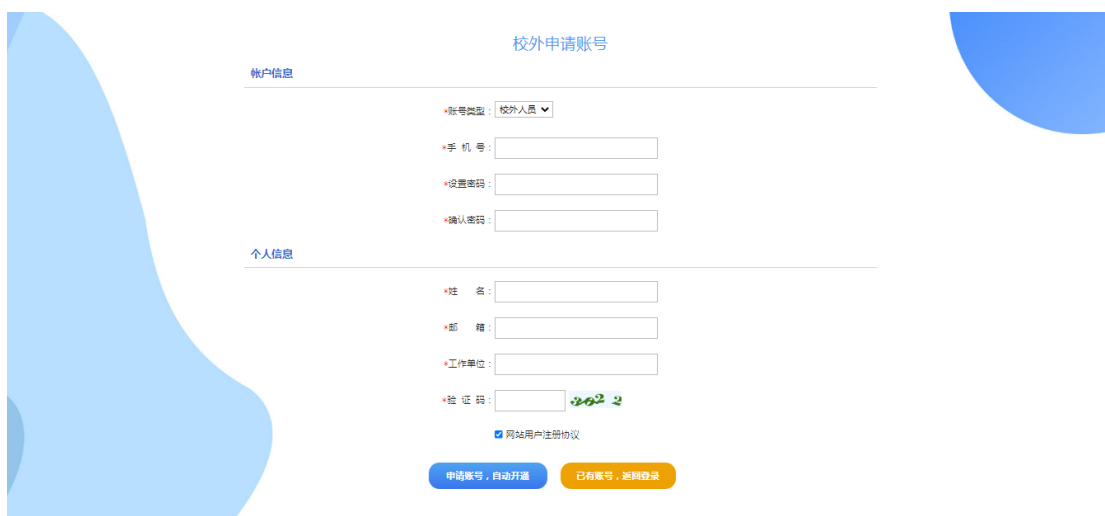 校外申请账号
帐户信息
*账号类型：校外人员
*手 机 号：
*设置密码：
*确认密码：
个人信息
*姓 名：
*邮 箱：
*工作单位：
*验 证 码： 3022
网站用户注册协议
申请账号，自动开通 已有账号，返回登录